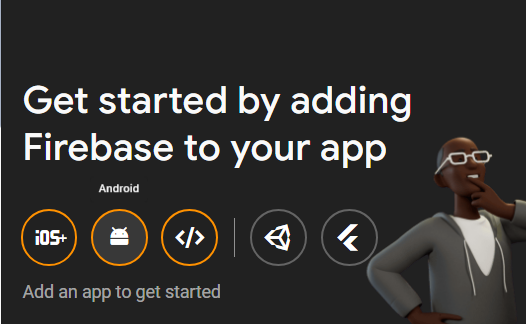 Get started by adding
Firebase to your app
Android
iOS+
</>
Add an app to get started